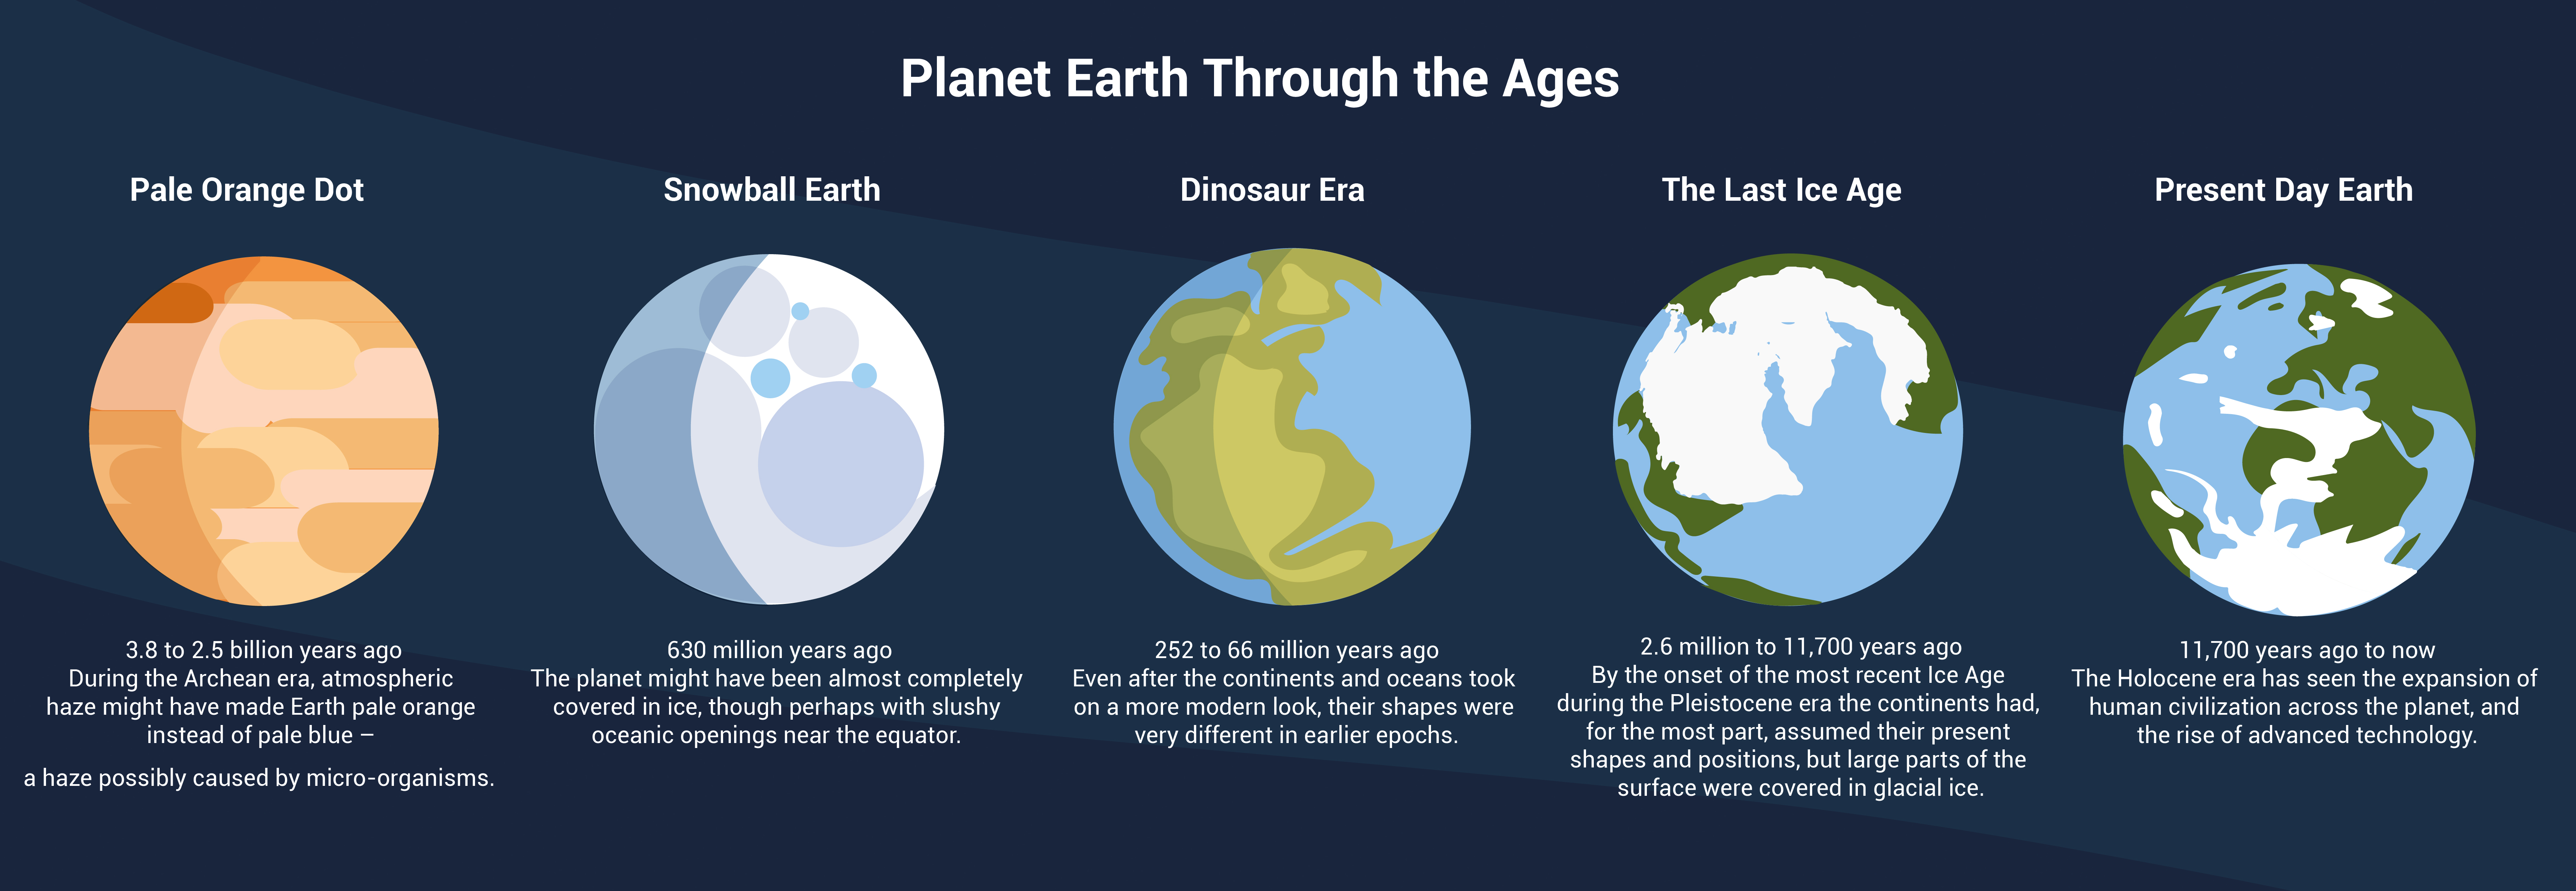 Planet Earth Through the Ages
Pale Orange Dot
3.8 to 2.5 billion years ago
During the Archean era, atmospheric
haze might have made Earth pale orange
instead of pale blue –
a haze possibly caused by micro-organisms.
Snowball Earth
630 million years ago
The planet might have been almost completely
covered in ice, though perhaps with slushy
oceanic openings near the equator.
Dinosaur Era
252 to 66 million years ago
Even after the continents and oceans took
on a more modern look, their shapes were
very different in earlier epochs.
The Last Ice Age
2.6 million to 11,700 years ago
By the onset of the most recent Ice Age
during the Pleistocene era the continents had,
for the most part, assumed their present
shapes and positions, but large parts of the
surface were covered in glacial ice.
Present Day Earth
11,700 years ago to now
The Holocene era has seen the expansion of
human civilization across the planet, and
the rise of advanced technology.